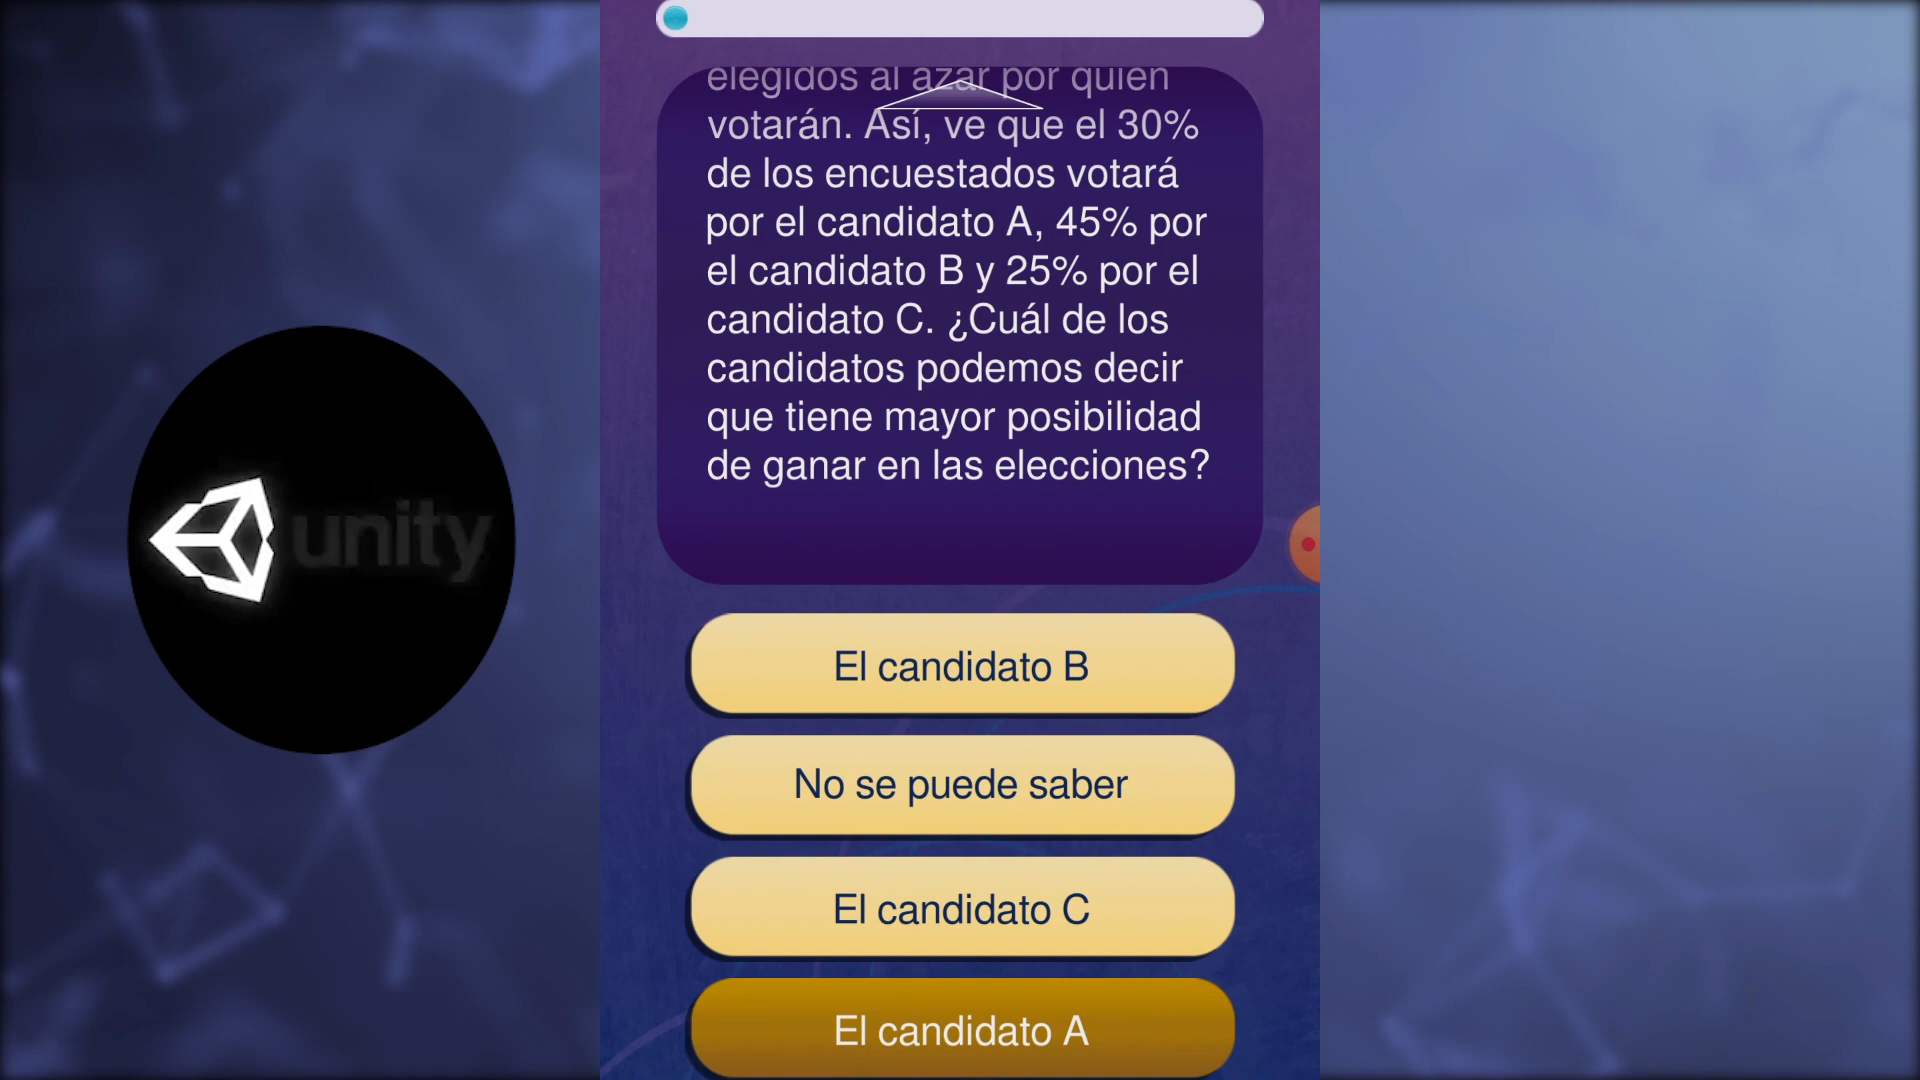 elegidos al azar por quien
votarán. Así, ve que el 30%
de los encuestados votará
por el candidato A, 45% por
el candidato B y 25% por el
candidato C. ¿Cuál de los
candidatos podemos decir
que tiene mayor posibilidad
de ganar en las elecciones?
unity
El candidato B
No se puede saber
El candidato C
El candidato A